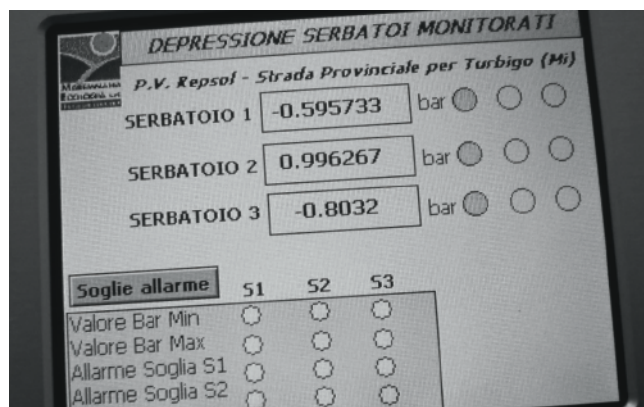 DEPRESSIONE SERBATOI MONITORATI
P.V. Repsol - Strada Provinciale per Turbigo (Mi)
SERBATOIO 1 -0.595733 bar
SERBATOIO 2 0.996267 bar
SERBATOIO 3 -0.8032 bar
Soglie allarme S1 S2 S3
Valore Bar Min
Valore Bar Max
Allarme Soglia S1
Allarme Soglia S2